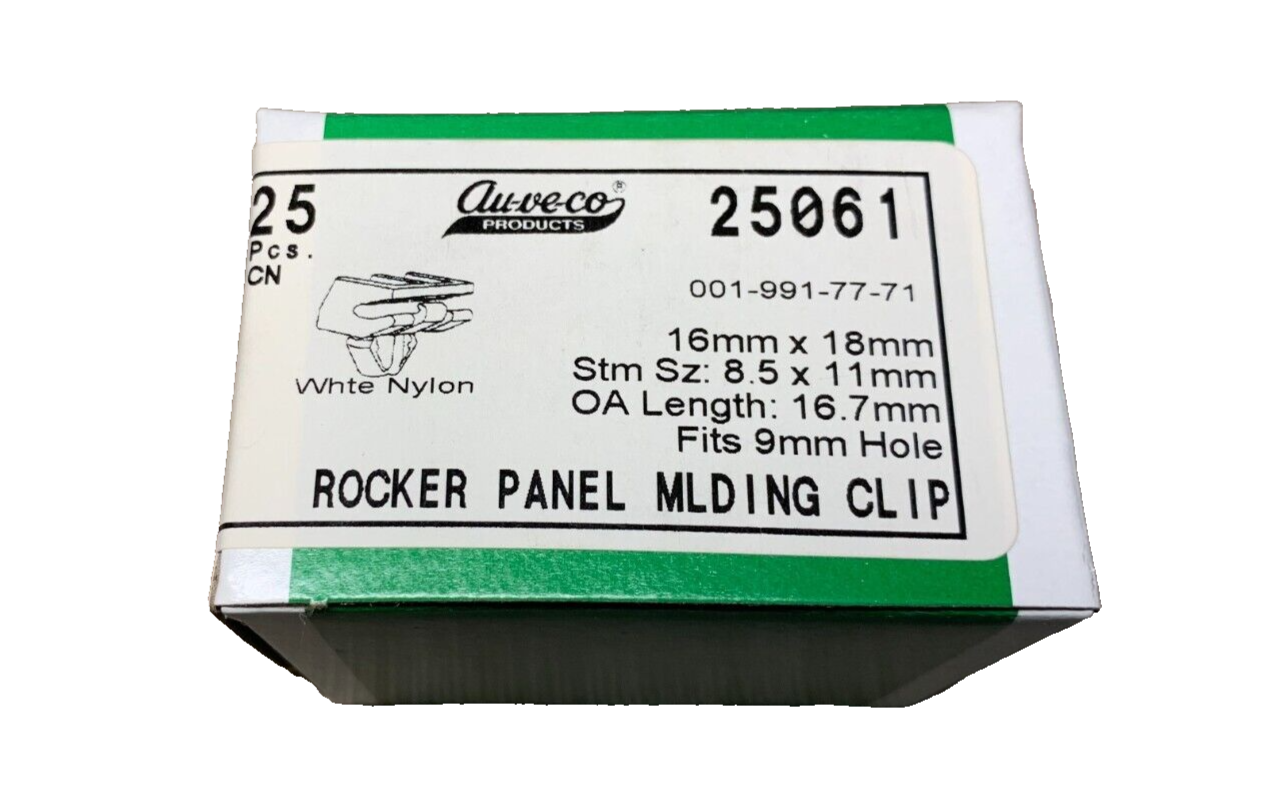 25
Pcs.
CN
au-ve-co®
PRODUCTS
25061
001-991-77-71
Whte Nylon
16mm x 18mm
Stm Sz: 8.5 x 11mm
OA Length: 16.7mm
Fits 9mm Hole
ROCKER PANEL MLDING CLIP